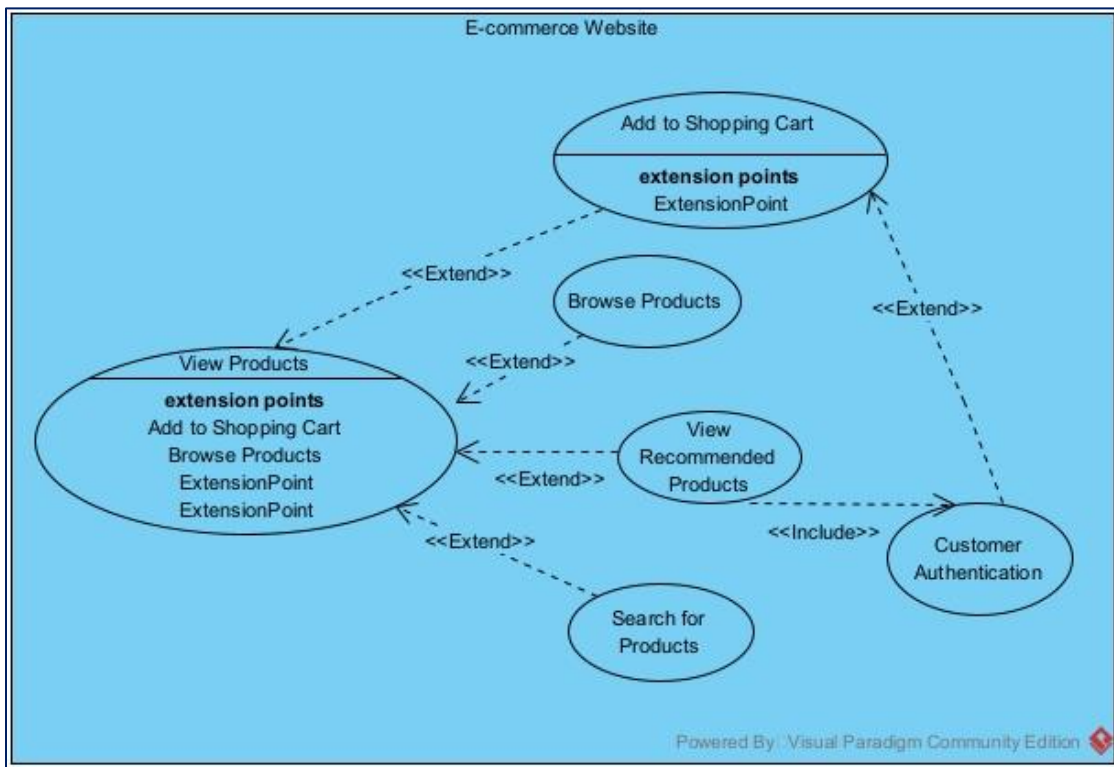 E-commerce Website
Add to Shopping Cart
extension points
ExtensionPoint
<<Extend>>
Browse Products
<<Extend>>
<<Extend>>
View Products
extension points
Add to Shopping Cart
Browse Products
ExtensionPoint
ExtensionPoint
View
Recommended
Products
<<Extend>>
<<Include>>
<<Extend>>
Customer
Authentication
Search for
Products
Powered By Visual Paradigm Community Edition